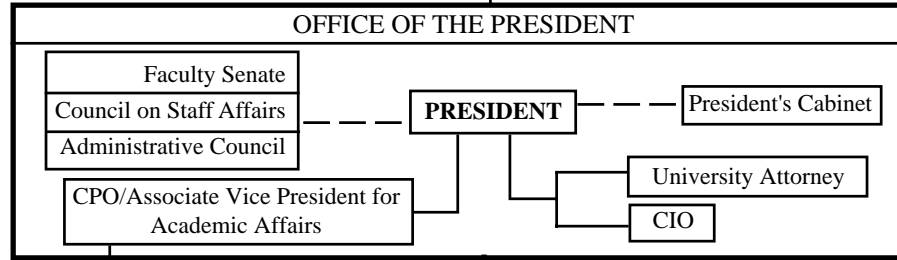 OFFICE OF THE PRESIDENT
Faculty Senate
Council on Staff Affairs
Administrative Council
PRESIDENT
President's Cabinet
CPO/Associate Vice President for
Academic Affairs
University Attorney
CIO